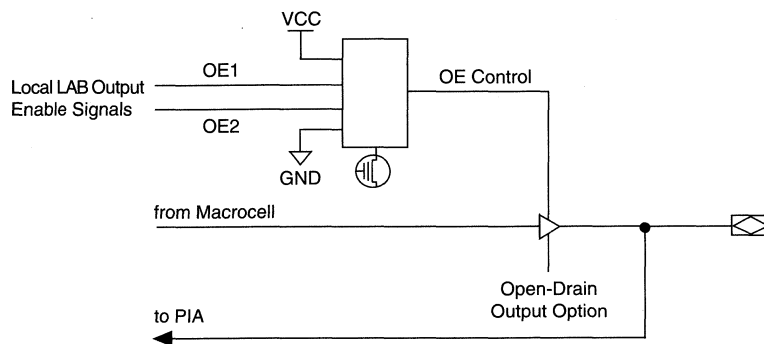 VCC
OE1
OE Control
Local LAB Output
Enable Signals
OE2
GND
from Macrocell
Open-Drain
Output Option
to PIA